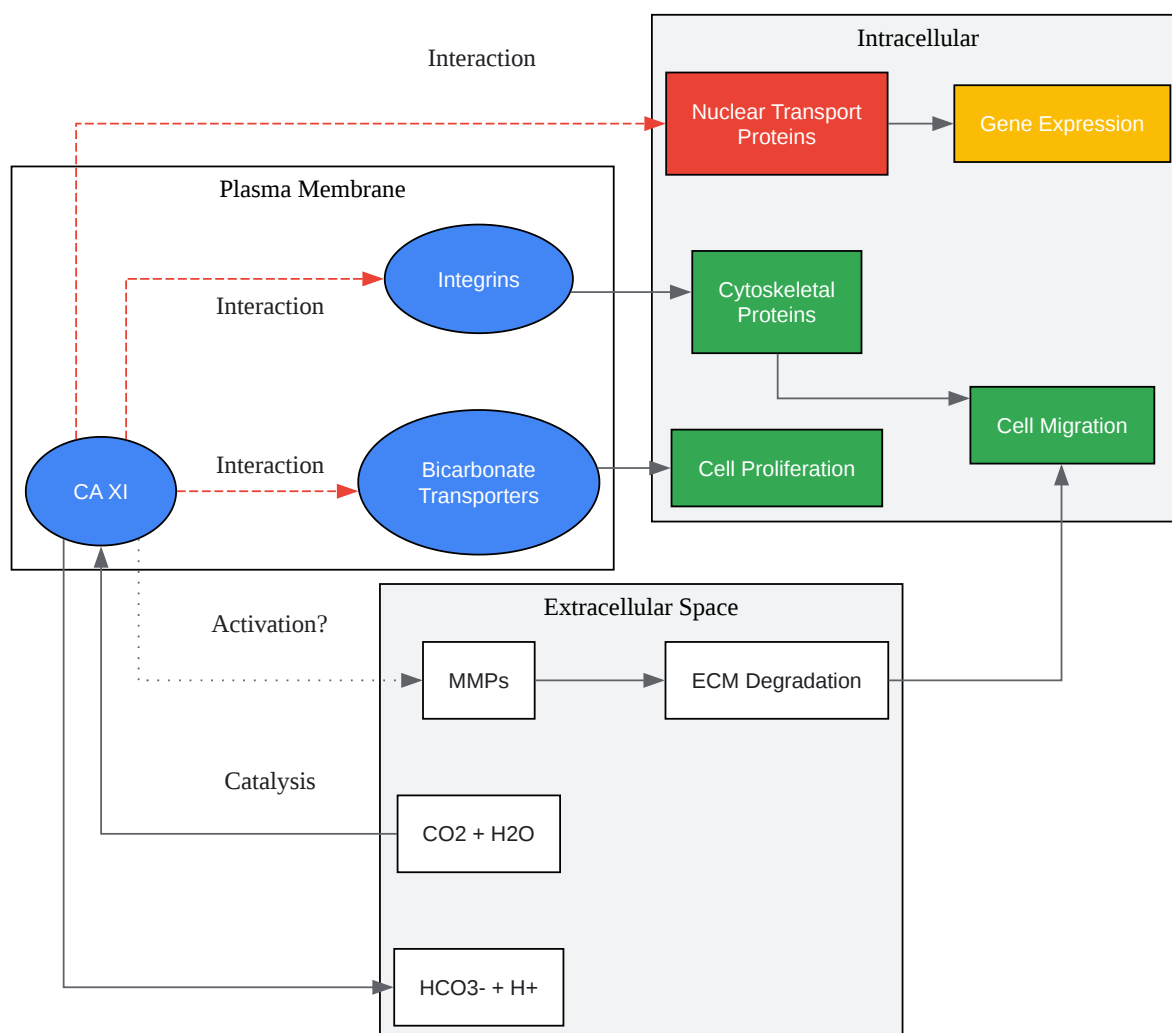 Interaction
Intracellular
Nuclear Transport
Proteins
Gene Expression
Plasma Membrane
Integrins
Interaction
Cytoskeletal
Proteins
Cell Migration
Cell Proliferation
Interaction
Bicarbonate
Transporters
CA XI
Extracellular Space
Activation?
MMPs
ECM Degradation
Catalysis
CO2 + H2O
HCO3- + H+